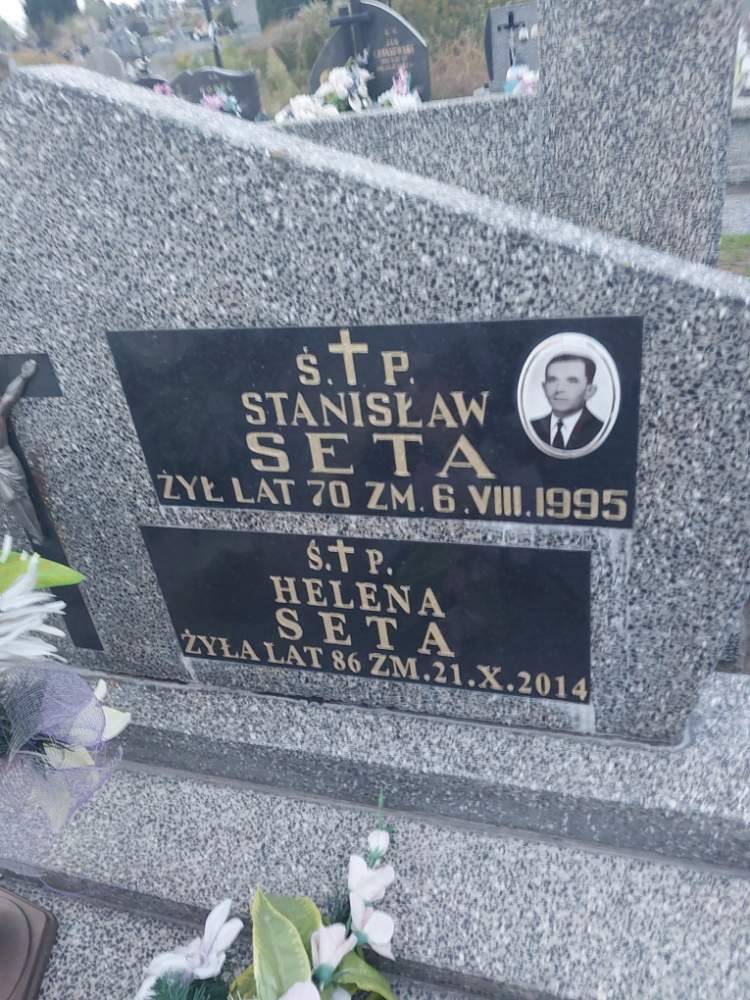 Ś. P.
STANISŁAW
SETA
ŻYŁ LAT 70 ZM. 6.VIII.1995
Ś. P.
HELENA
SETA
ŻYŁA LAT 86 ZM.21.X.2014